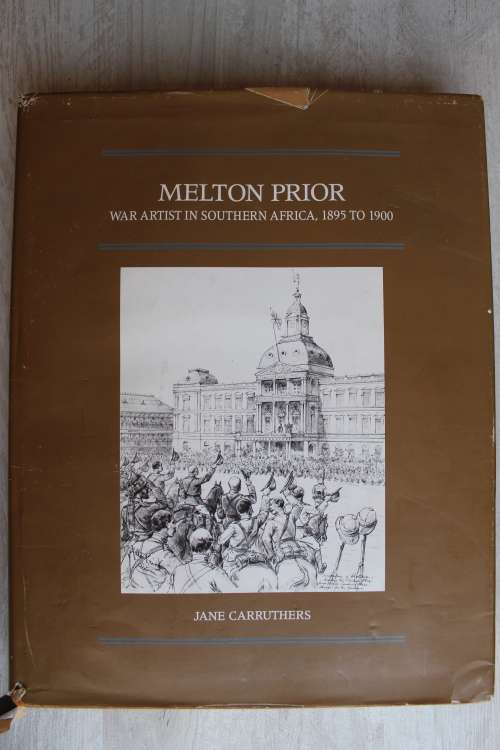 MELTON PRIOR
WAR ARTIST IN SOUTHERN AFRICA, 1895 TO 1900
JANE CARRUTHERS